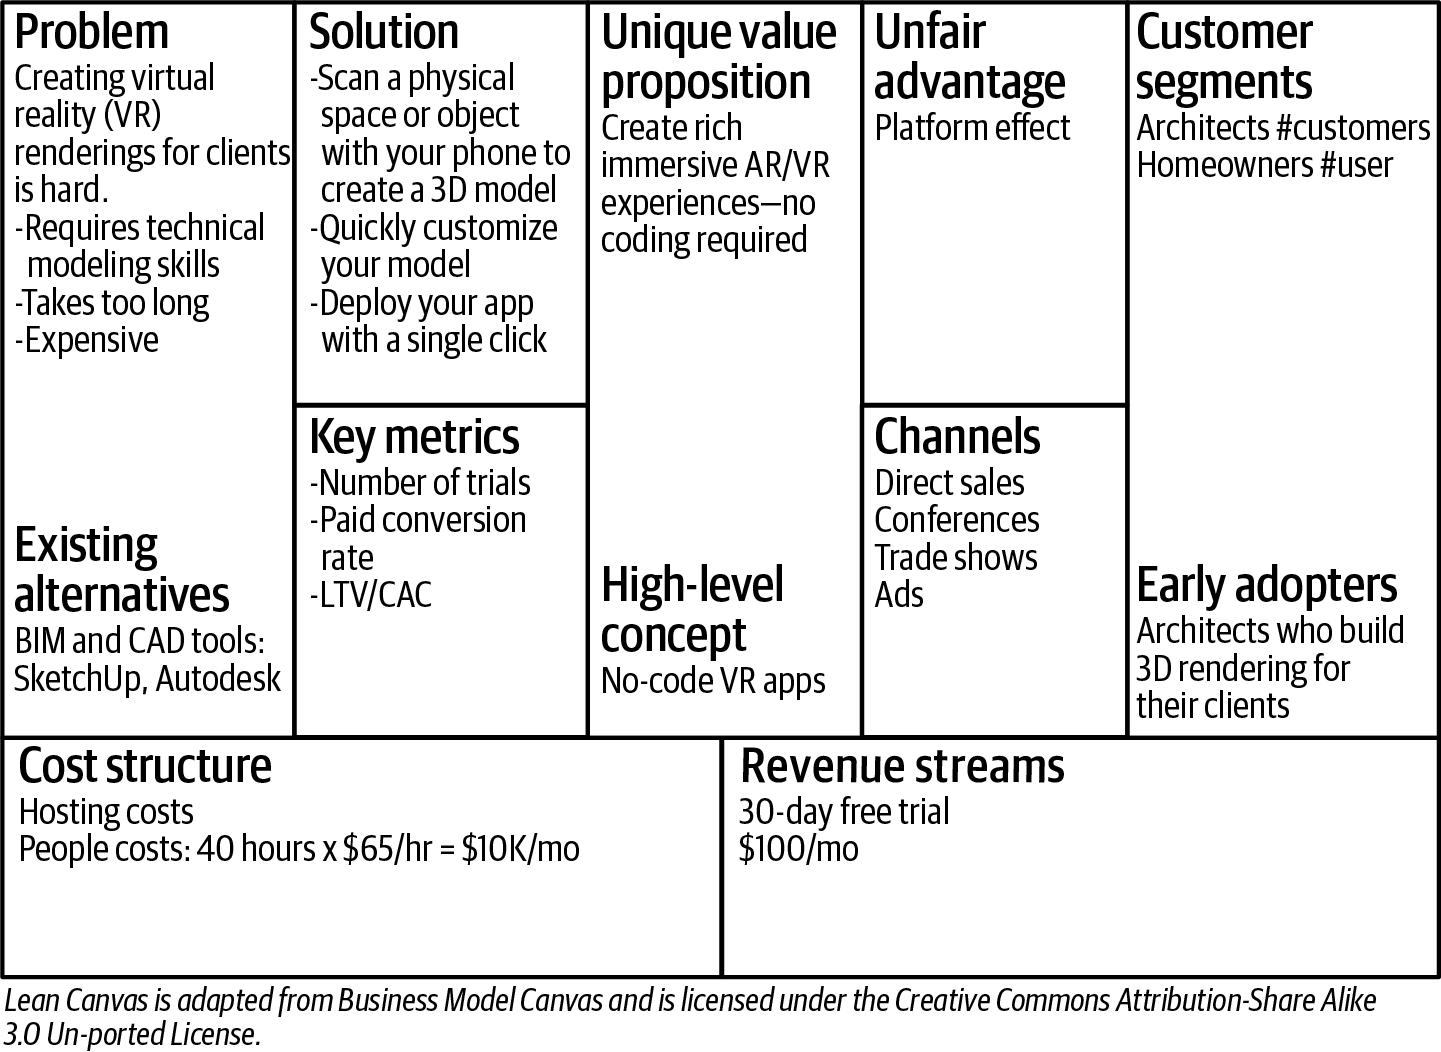 Problem
Creating virtual
reality (VR)
renderings for clients
is hard.
-Requires technical
modeling skills
-Takes too long
-Expensive
Existing
alternatives
BIM and CAD tools:
SketchUp, Autodesk
Solution
-Scan a physical
space or object
with your phone to
create a 3D model
-Quickly customize
your model
-Deploy your app
with a single click
Key metrics
-Number of trials
-Paid conversion
rate
-LTV/CAC
Unique value
proposition
Create rich
immersive AR/VR
experiences—no
coding required
High-level
concept
No-code VR apps
Unfair
advantage
Platform effect
Channels
Direct sales
Conferences
Trade shows
Ads
Customer
segments
Architects #customers
Homeowners #user
Early adopters
Architects who build
3D rendering for
their clients
Cost structure
Hosting costs
People costs: 40 hours x $65/hr = $10K/mo
Revenue streams
30-day free trial
$100/mo
Lean Canvas is adapted from Business Model Canvas and is licensed under the Creative Commons Attribution-Share Alike
3.0 Un-ported License.